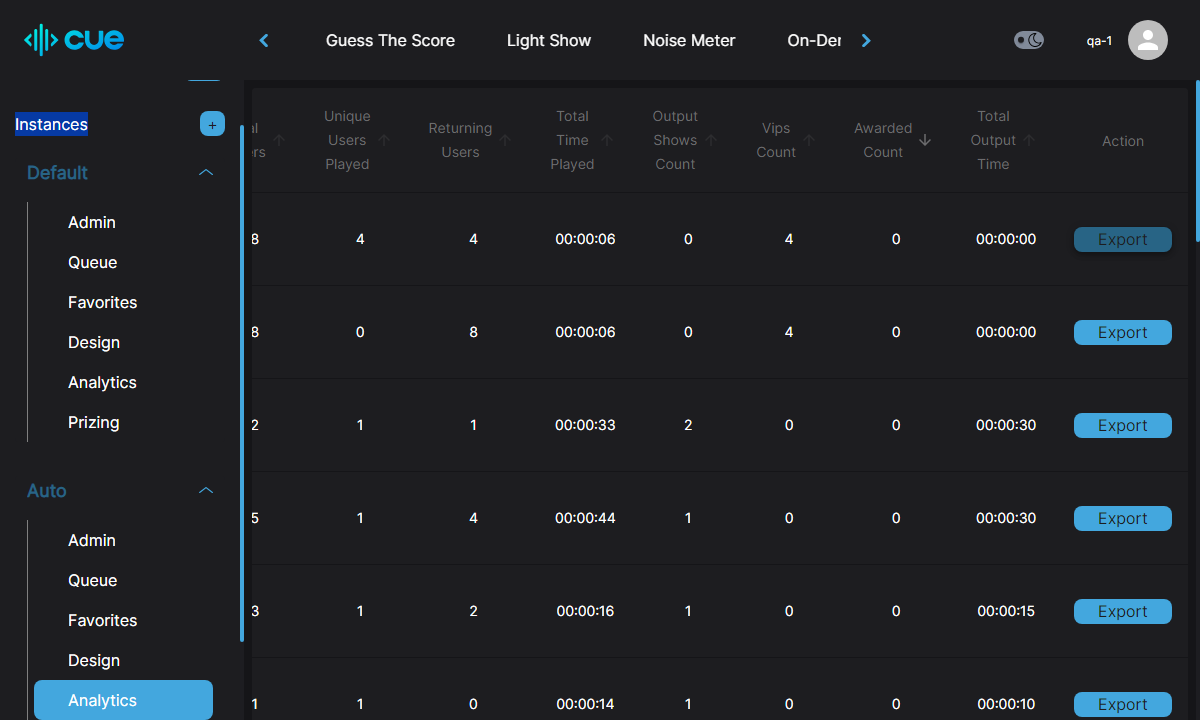 cue
Guess The Score
Light Show
Noise Meter
On-Der
qa-1
Instances
+
Default
Admin
Queue
Favorites
Design
Analytics
Prizing
Auto
Admin
Queue
Favorites
Design
Analytics
Unique Users Played
Returning Users
Total Time Played
Output Shows Count
Vips Count
Awarded Count
Total Output Time
Action
8 4 4 00:00:06 0 4 0 00:00:00 Export
8 0 8 00:00:06 0 4 0 00:00:00 Export
2 1 1 00:00:33 2 0 0 00:00:30 Export
5 1 4 00:00:44 1 0 0 00:00:30 Export
3 1 2 00:00:16 1 0 0 00:00:15 Export
1 1 0 00:00:14 1 0 0 00:00:10 Export